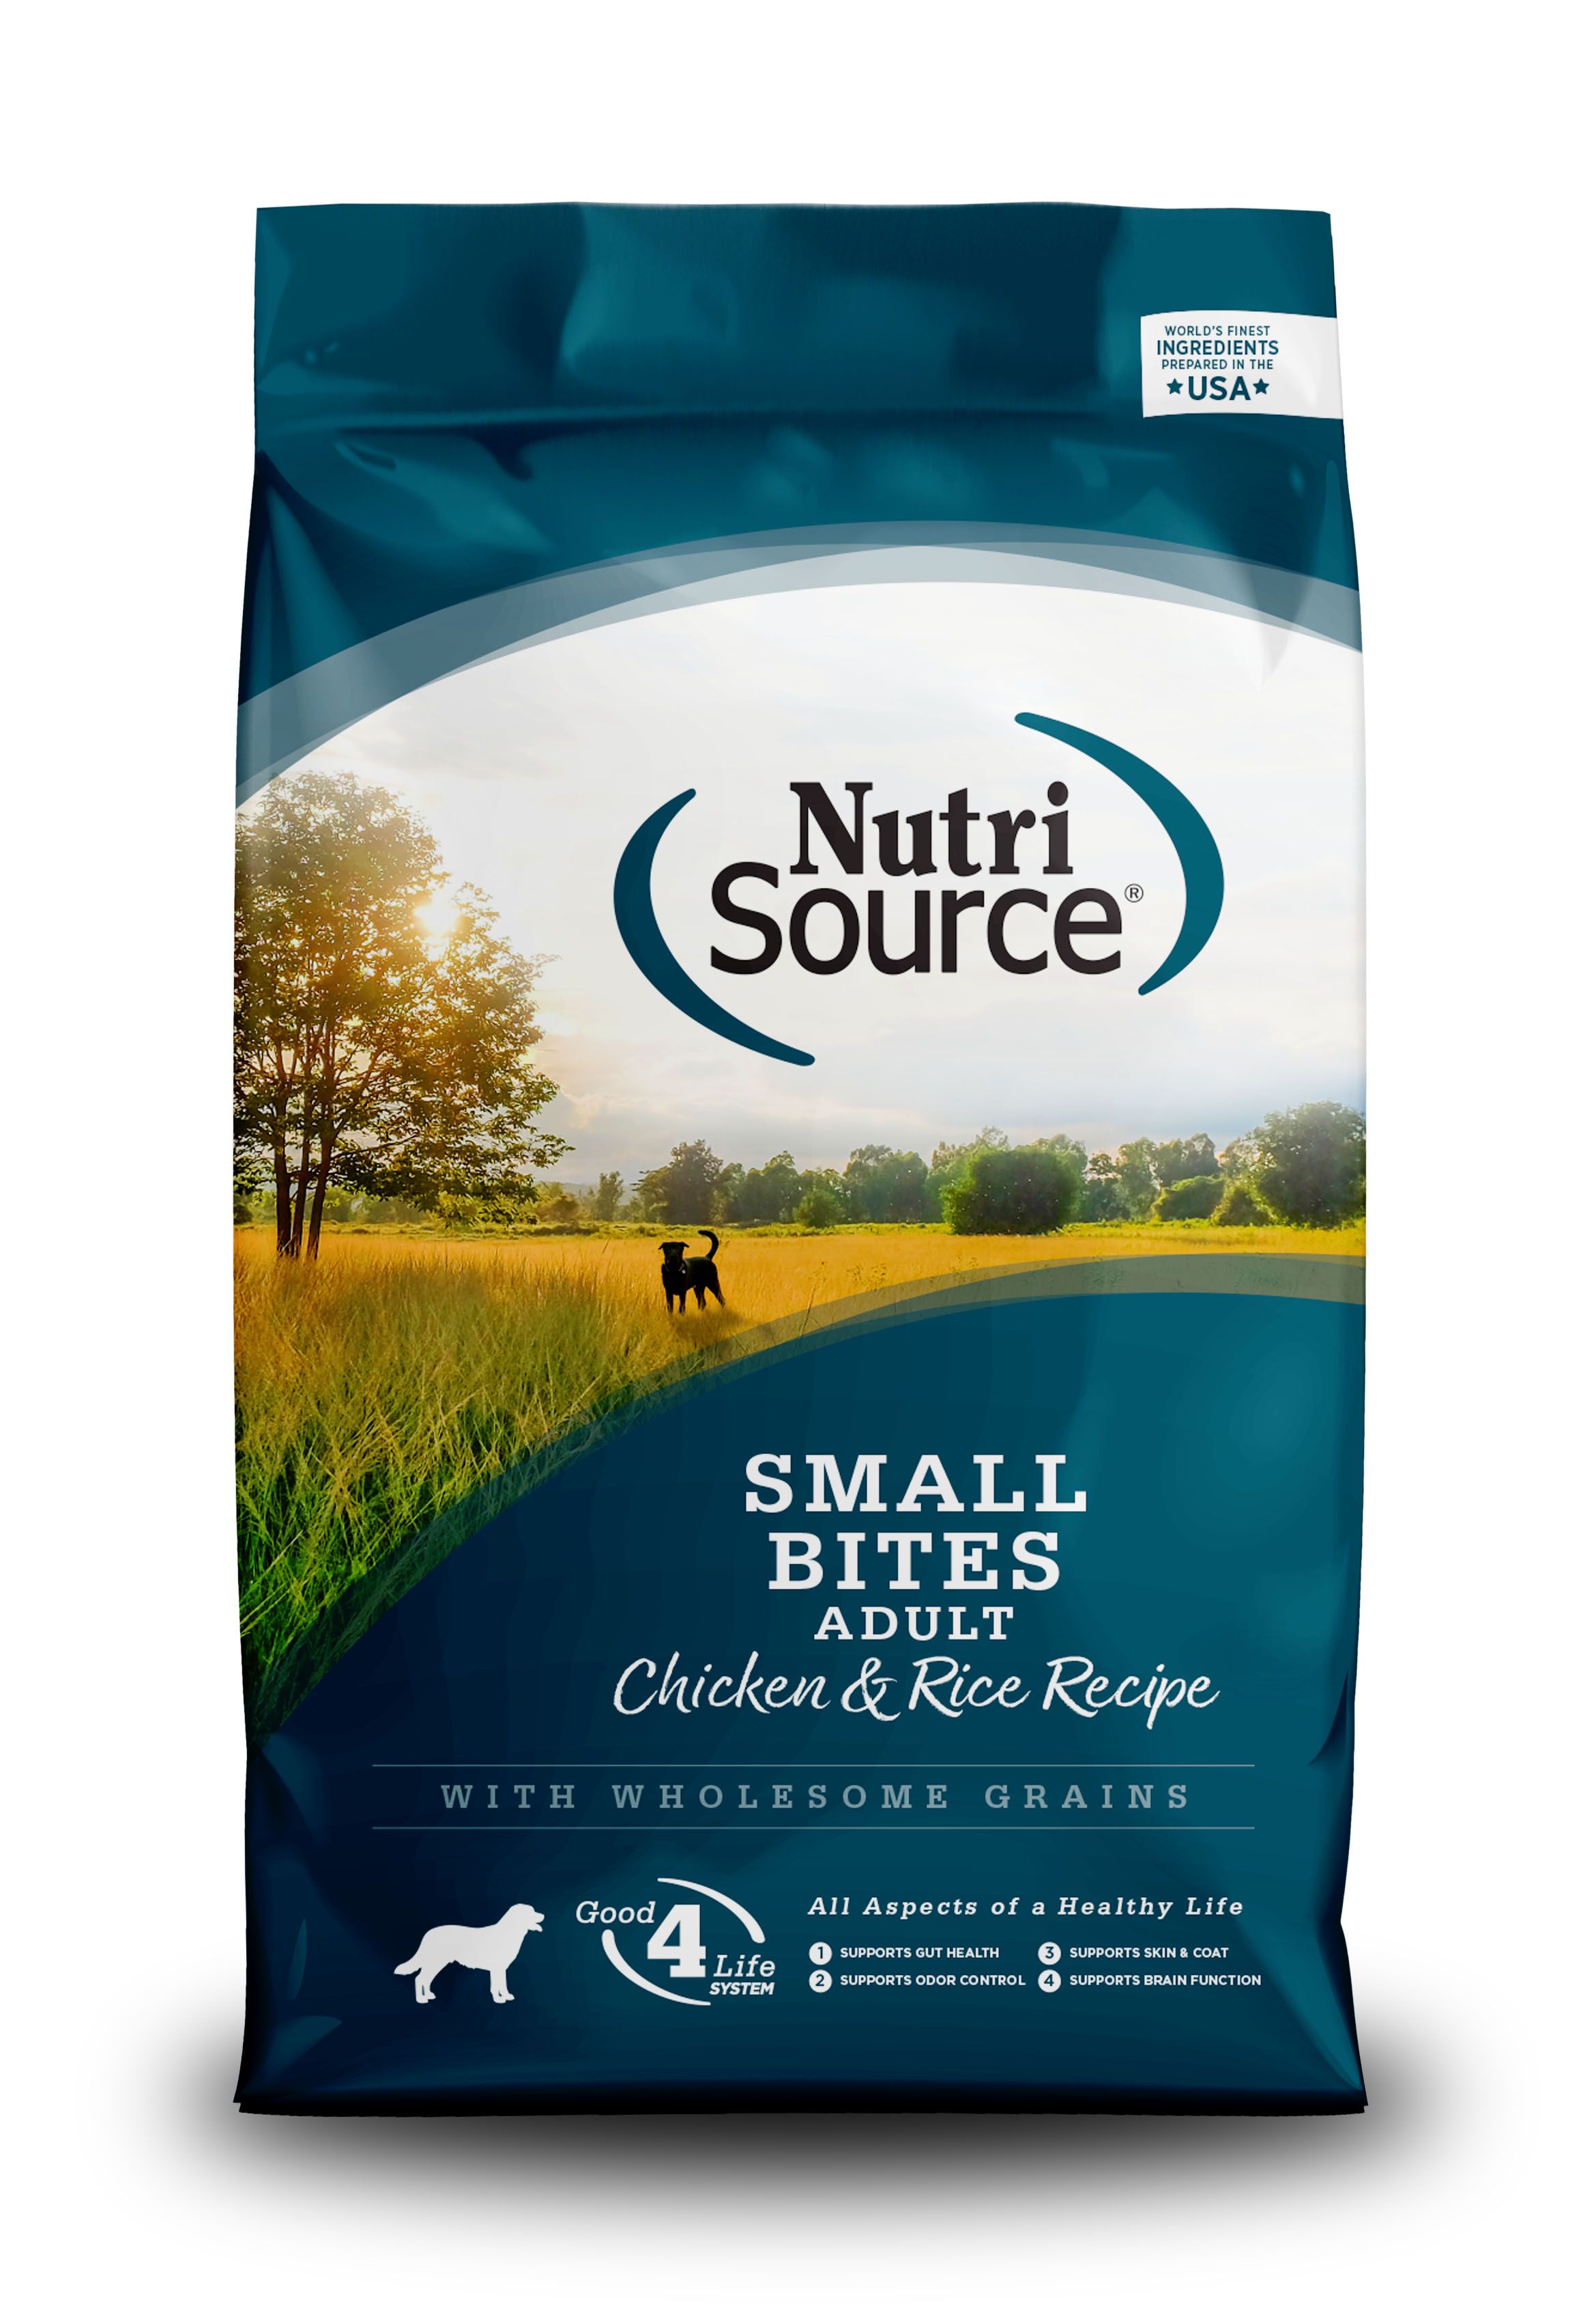 WORLD'S FINEST
INGREDIENTS
PREPARED IN THE
★USA★
Nutri
Source®
SMALL
BITES
ADULT
Chicken & Rice Recipe
WITH WHOLESOME GRAINS
Good
4
Life
SYSTEM
All Aspects of a Healthy Life
1 SUPPORTS GUT HEALTH
2 SUPPORTS ODOR CONTROL
3 SUPPORTS SKIN & COAT
4 SUPPORTS BRAIN FUNCTION